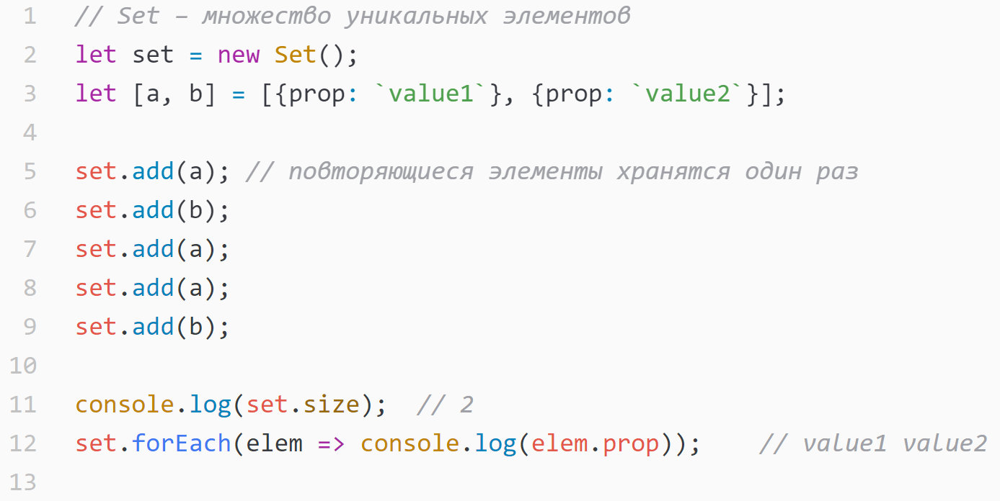 1 // Set – множество уникальных элементов
2 let set = new Set();
3 let [a, b] = [{prop: `value1`}, {prop: `value2`}];
4
5 set.add(a); // повторяющиеся элементы хранятся один раз
6 set.add(b);
7 set.add(a);
8 set.add(a);
9 set.add(b);
10
11 console.log(set.size);  // 2
12 set.forEach(elem => console.log(elem.prop));    // value1 value2
13